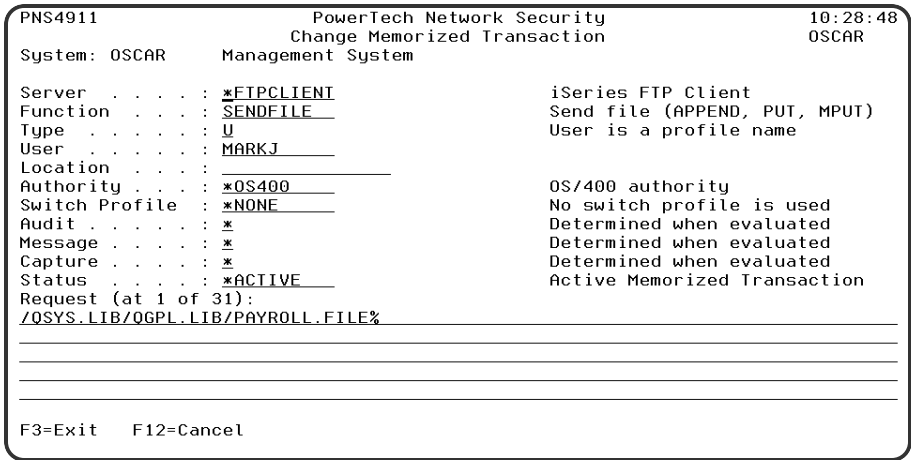 PNS4911 PowerTech Network Security 10:28:48
Change Memorized Transaction OSCAR
System: OSCAR Management System
Server . . . . : *FTPCLIENT iSeries FTP Client
Function . . . : SENDFILE Send file (APPEND, PUT, MPUT)
Type . . . . . : U User is a profile name
User . . . . . : MARKJ
Location . . . :
Authority . . . : *OS400 OS/400 authority
Switch Profile : *NONE No switch profile is used
Audit . . . . . : * Determined when evaluated
Message . . . . : * Determined when evaluated
Capture . . . . : * Determined when evaluated
Status . . . . : *ACTIVE Active Memorized Transaction
Request (at 1 of 31):
/QSYS.LIB/QGPL.LIB/PAYROLL.FILE%
F3=Exit F12=Cancel